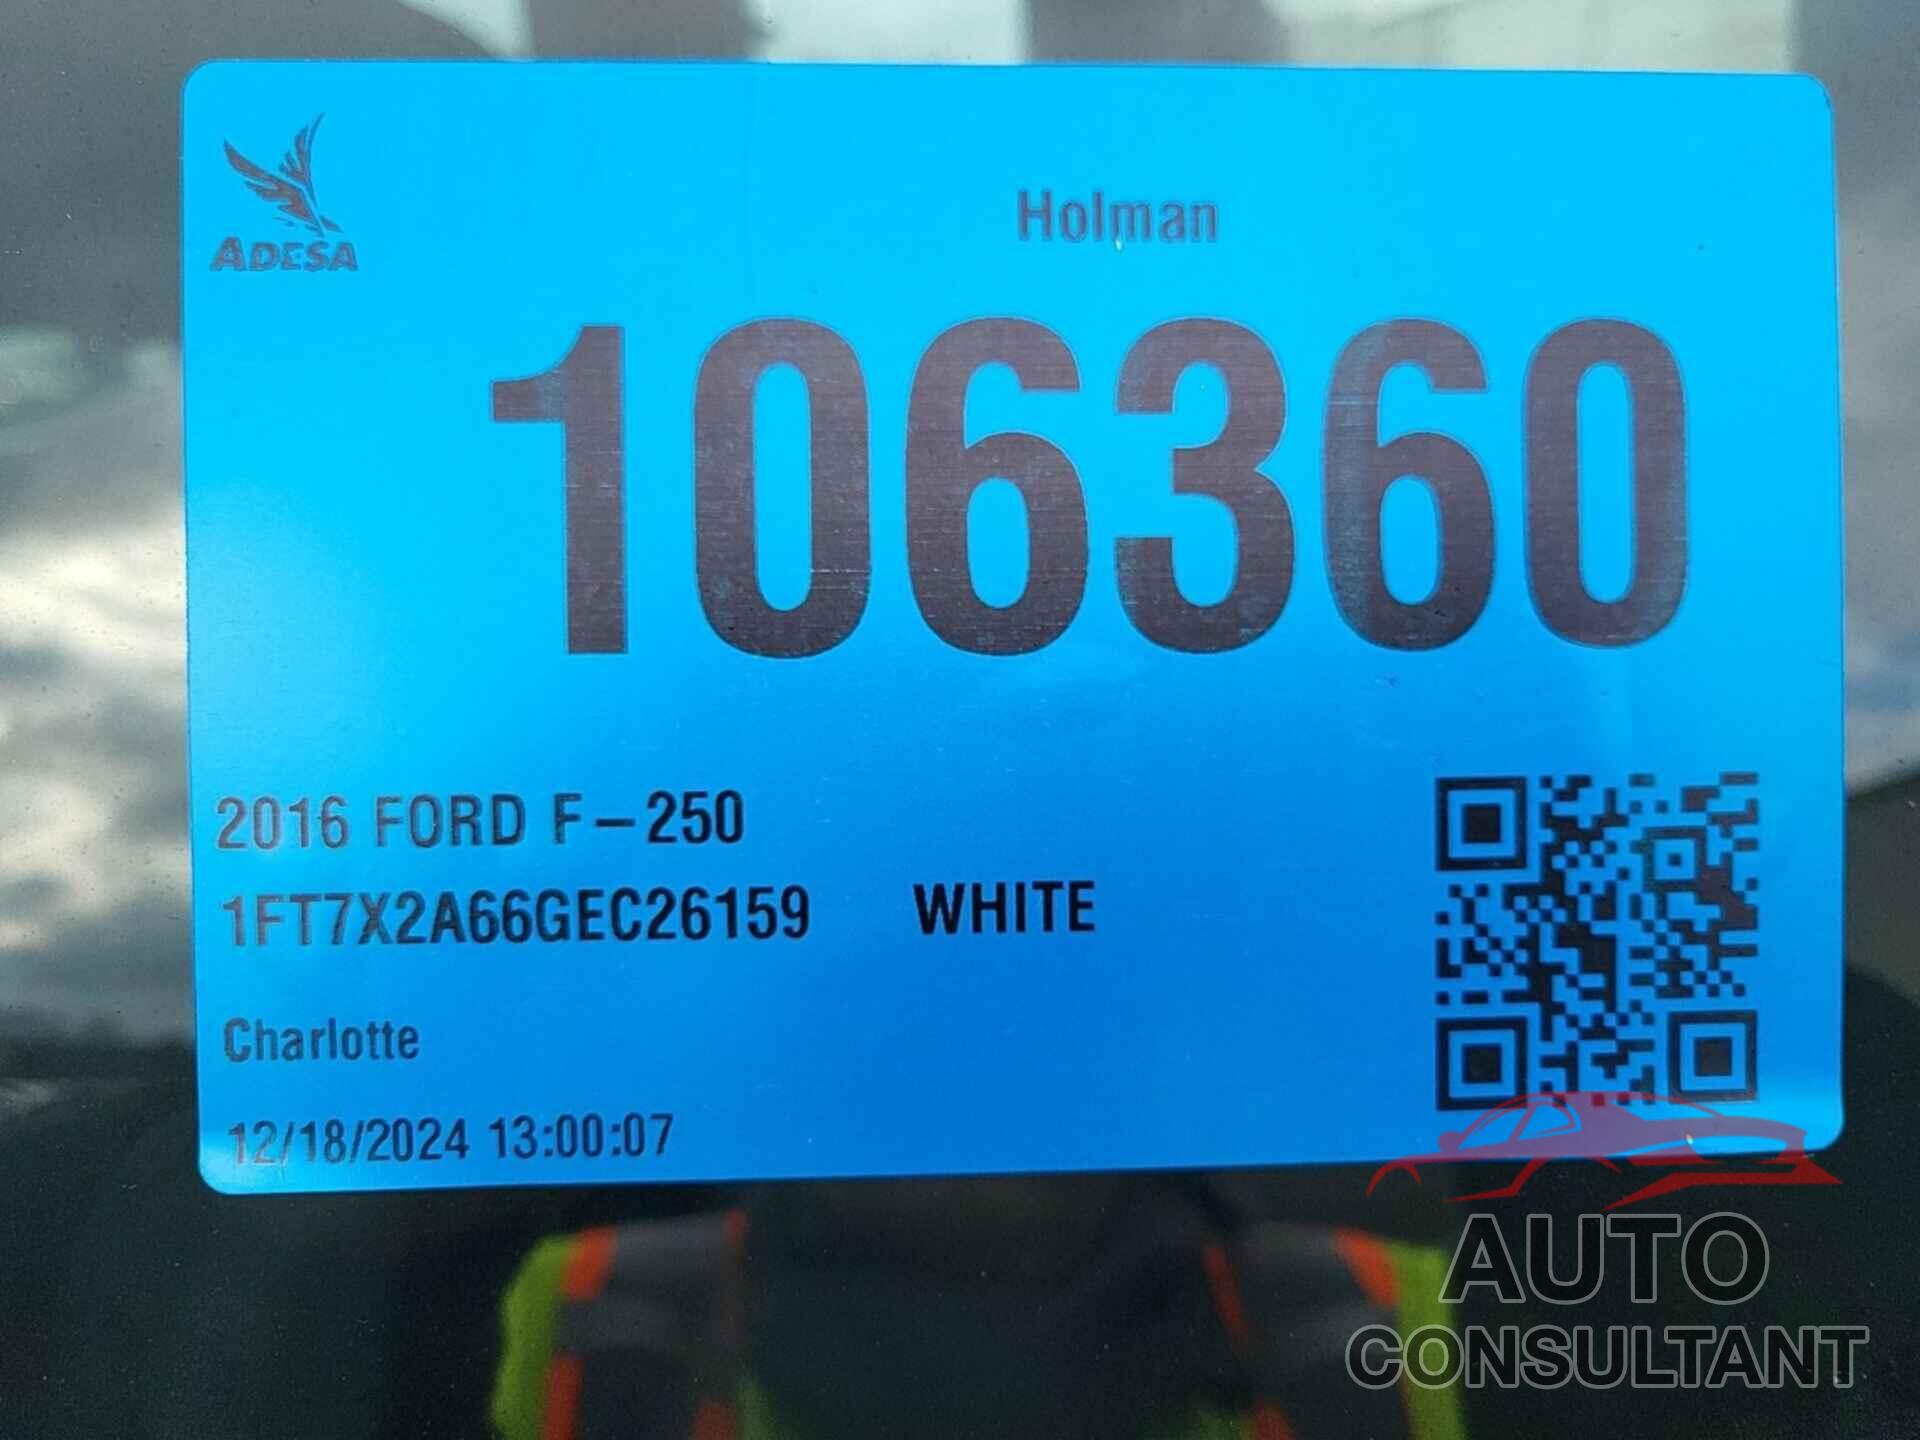 ADESA
Holman
106360
2016 FORD F-250
1FT7X2A66GEC26159 WHITE
Charlotte
12/18/2024 13:00:07
AUTO
CONSULTANT